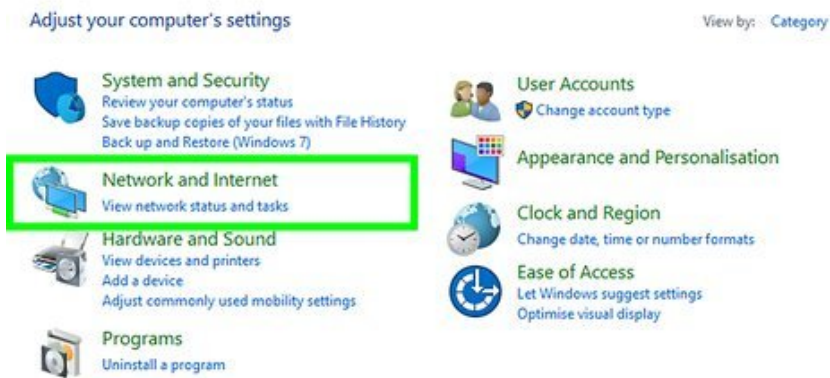 Adjust your computer's settings
View by: Category
System and Security
Review your computer's status
Save backup copies of your files with File History
Back up and Restore (Windows 7)
Network and Internet
View network status and tasks
Hardware and Sound
View devices and printers
Add a device
Adjust commonly used mobility settings
Programs
Uninstall a program
User Accounts
Change account type
Appearance and Personalisation
Clock and Region
Change date, time or number formats
Ease of Access
Let Windows suggest settings
Optimise visual display